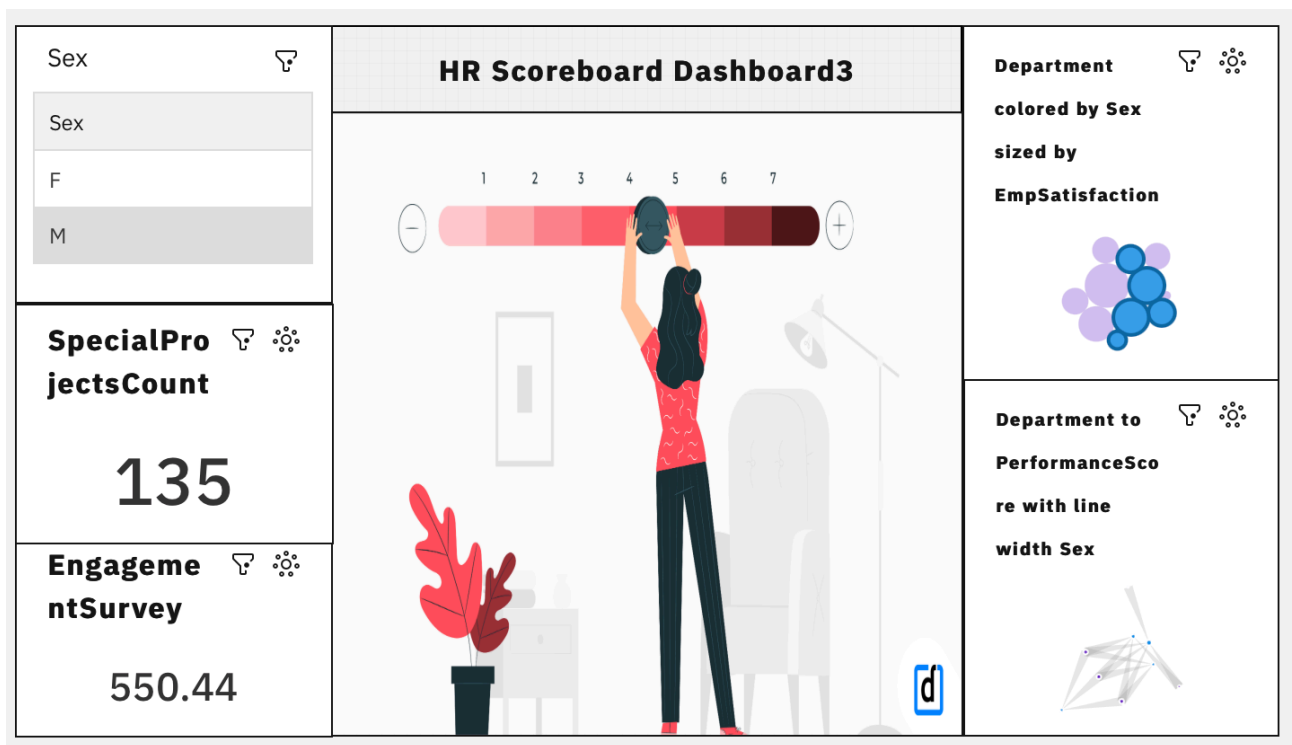 Sex
Sex
F
M
SpecialPro
jectsCount
135
Engageme
ntSurvey
550.44
HR Scoreboard Dashboard3
1 2 3 4 5 6 7
d
Department
colored by Sex
sized by
EmpSatisfaction
Department to
PerformanceSco
re with line
width Sex